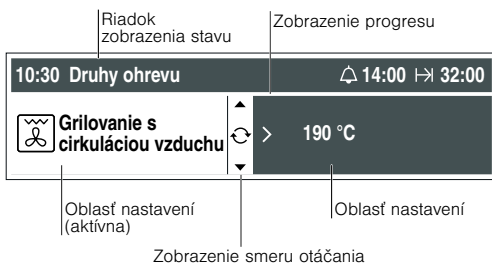 Riadok
zobrazenia stavu
Zobrazenie progresu
10:30 Druhy ohrevu 14:00 32:00
Grilovanie s
cirkuláciou vzduchu
190 °C
Oblasť nastavení
(aktívna)
Oblasť nastavení
Zobrazenie smeru otáčania